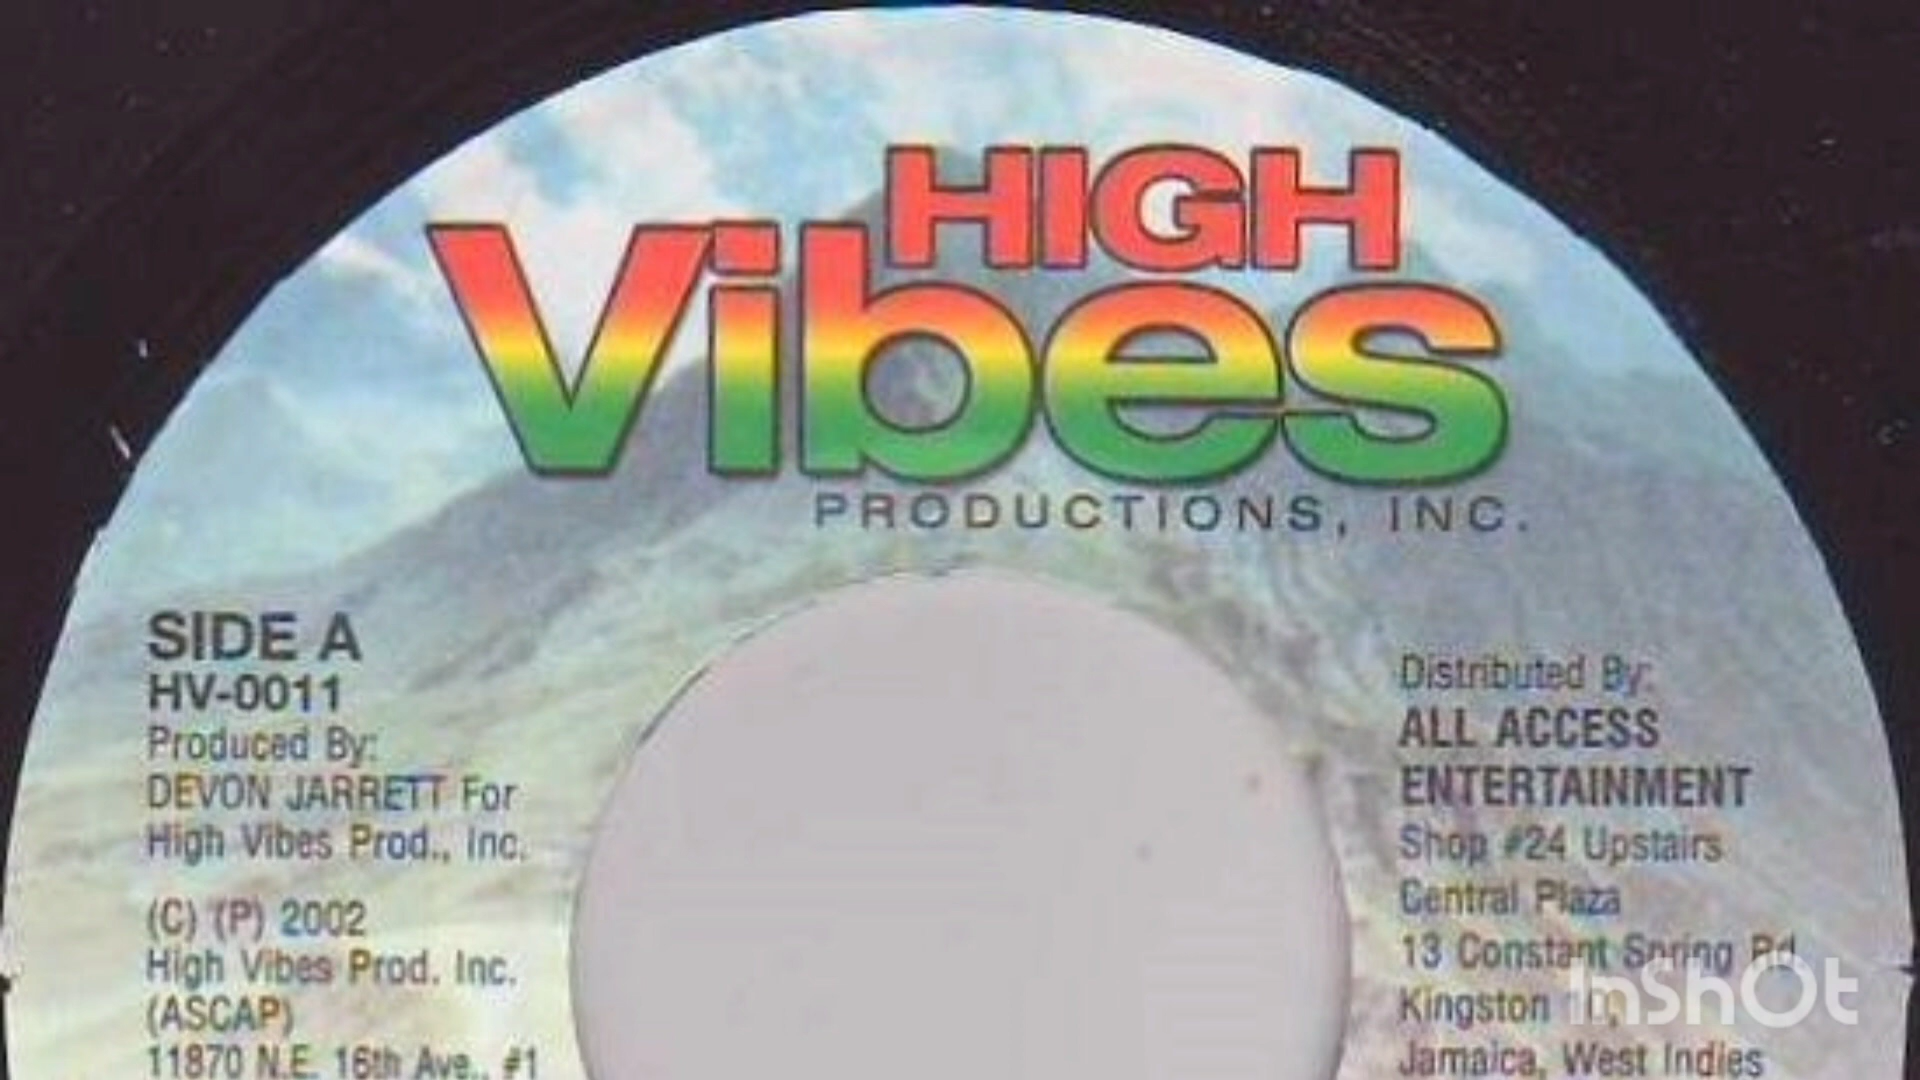 HIGH
Vibes
PRODUCTIONS, INC.
SIDE A
HV-0011
Produced By:
DEVON JARRETT For
High Vibes Prod., Inc.
(C) (P) 2002
High Vibes Prod. Inc.
(ASCAP)
11870 N.E. 16th Ave., #1
Distributed By:
ALL ACCESS
ENTERTAINMENT
Shop #24 Upstairs
Central Plaza
13 Constant Spring Rd
Kingston 10,
Jamaica, West Indies
InShOt